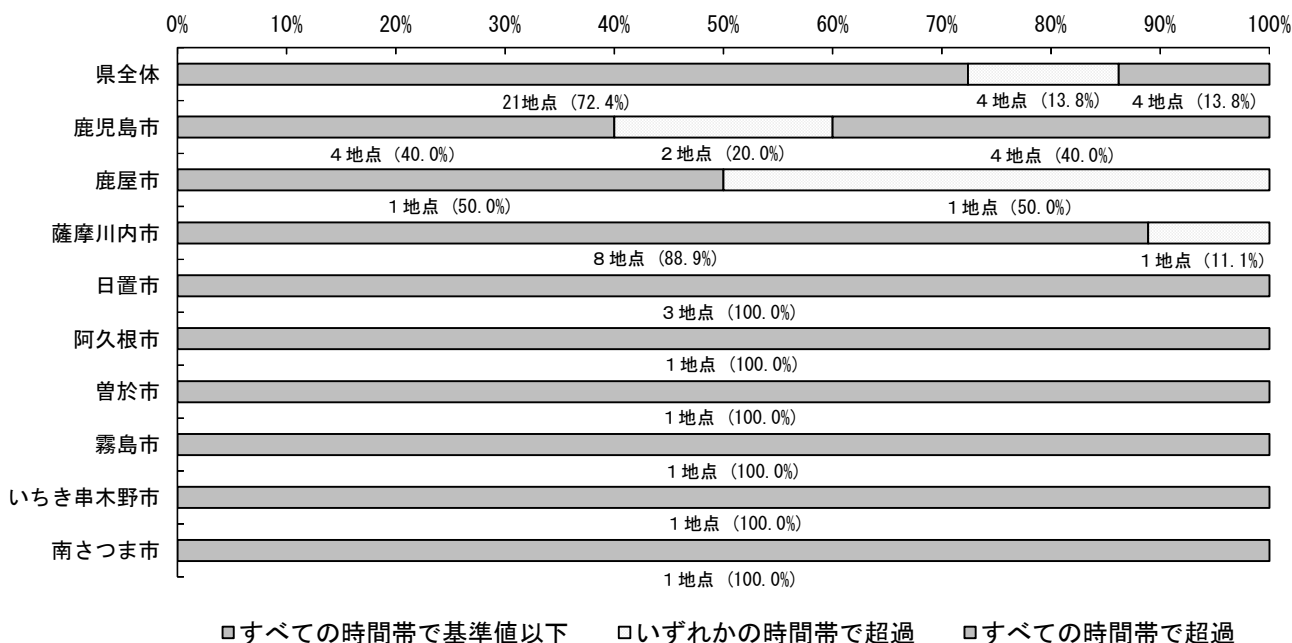 0% 10% 20% 30% 40% 50% 60% 70% 80% 90% 100%
県全体
21地点 (72.4%) 4地点 (13.8%) 4地点 (13.8%)
鹿児島市
4地点 (40.0%) 2地点 (20.0%) 4地点 (40.0%)
鹿屋市
1地点 (50.0%) 1地点 (50.0%)
薩摩川内市
8地点 (88.9%) 1地点 (11.1%)
日置市
3地点 (100.0%)
阿久根市
1地点 (100.0%)
曽於市
1地点 (100.0%)
霧島市
1地点 (100.0%)
いちき串木野市
1地点 (100.0%)
南さつま市
1地点 (100.0%)
すべての時間帯で基準値以下 いずれかの時間帯で超過 すべての時間帯で超過